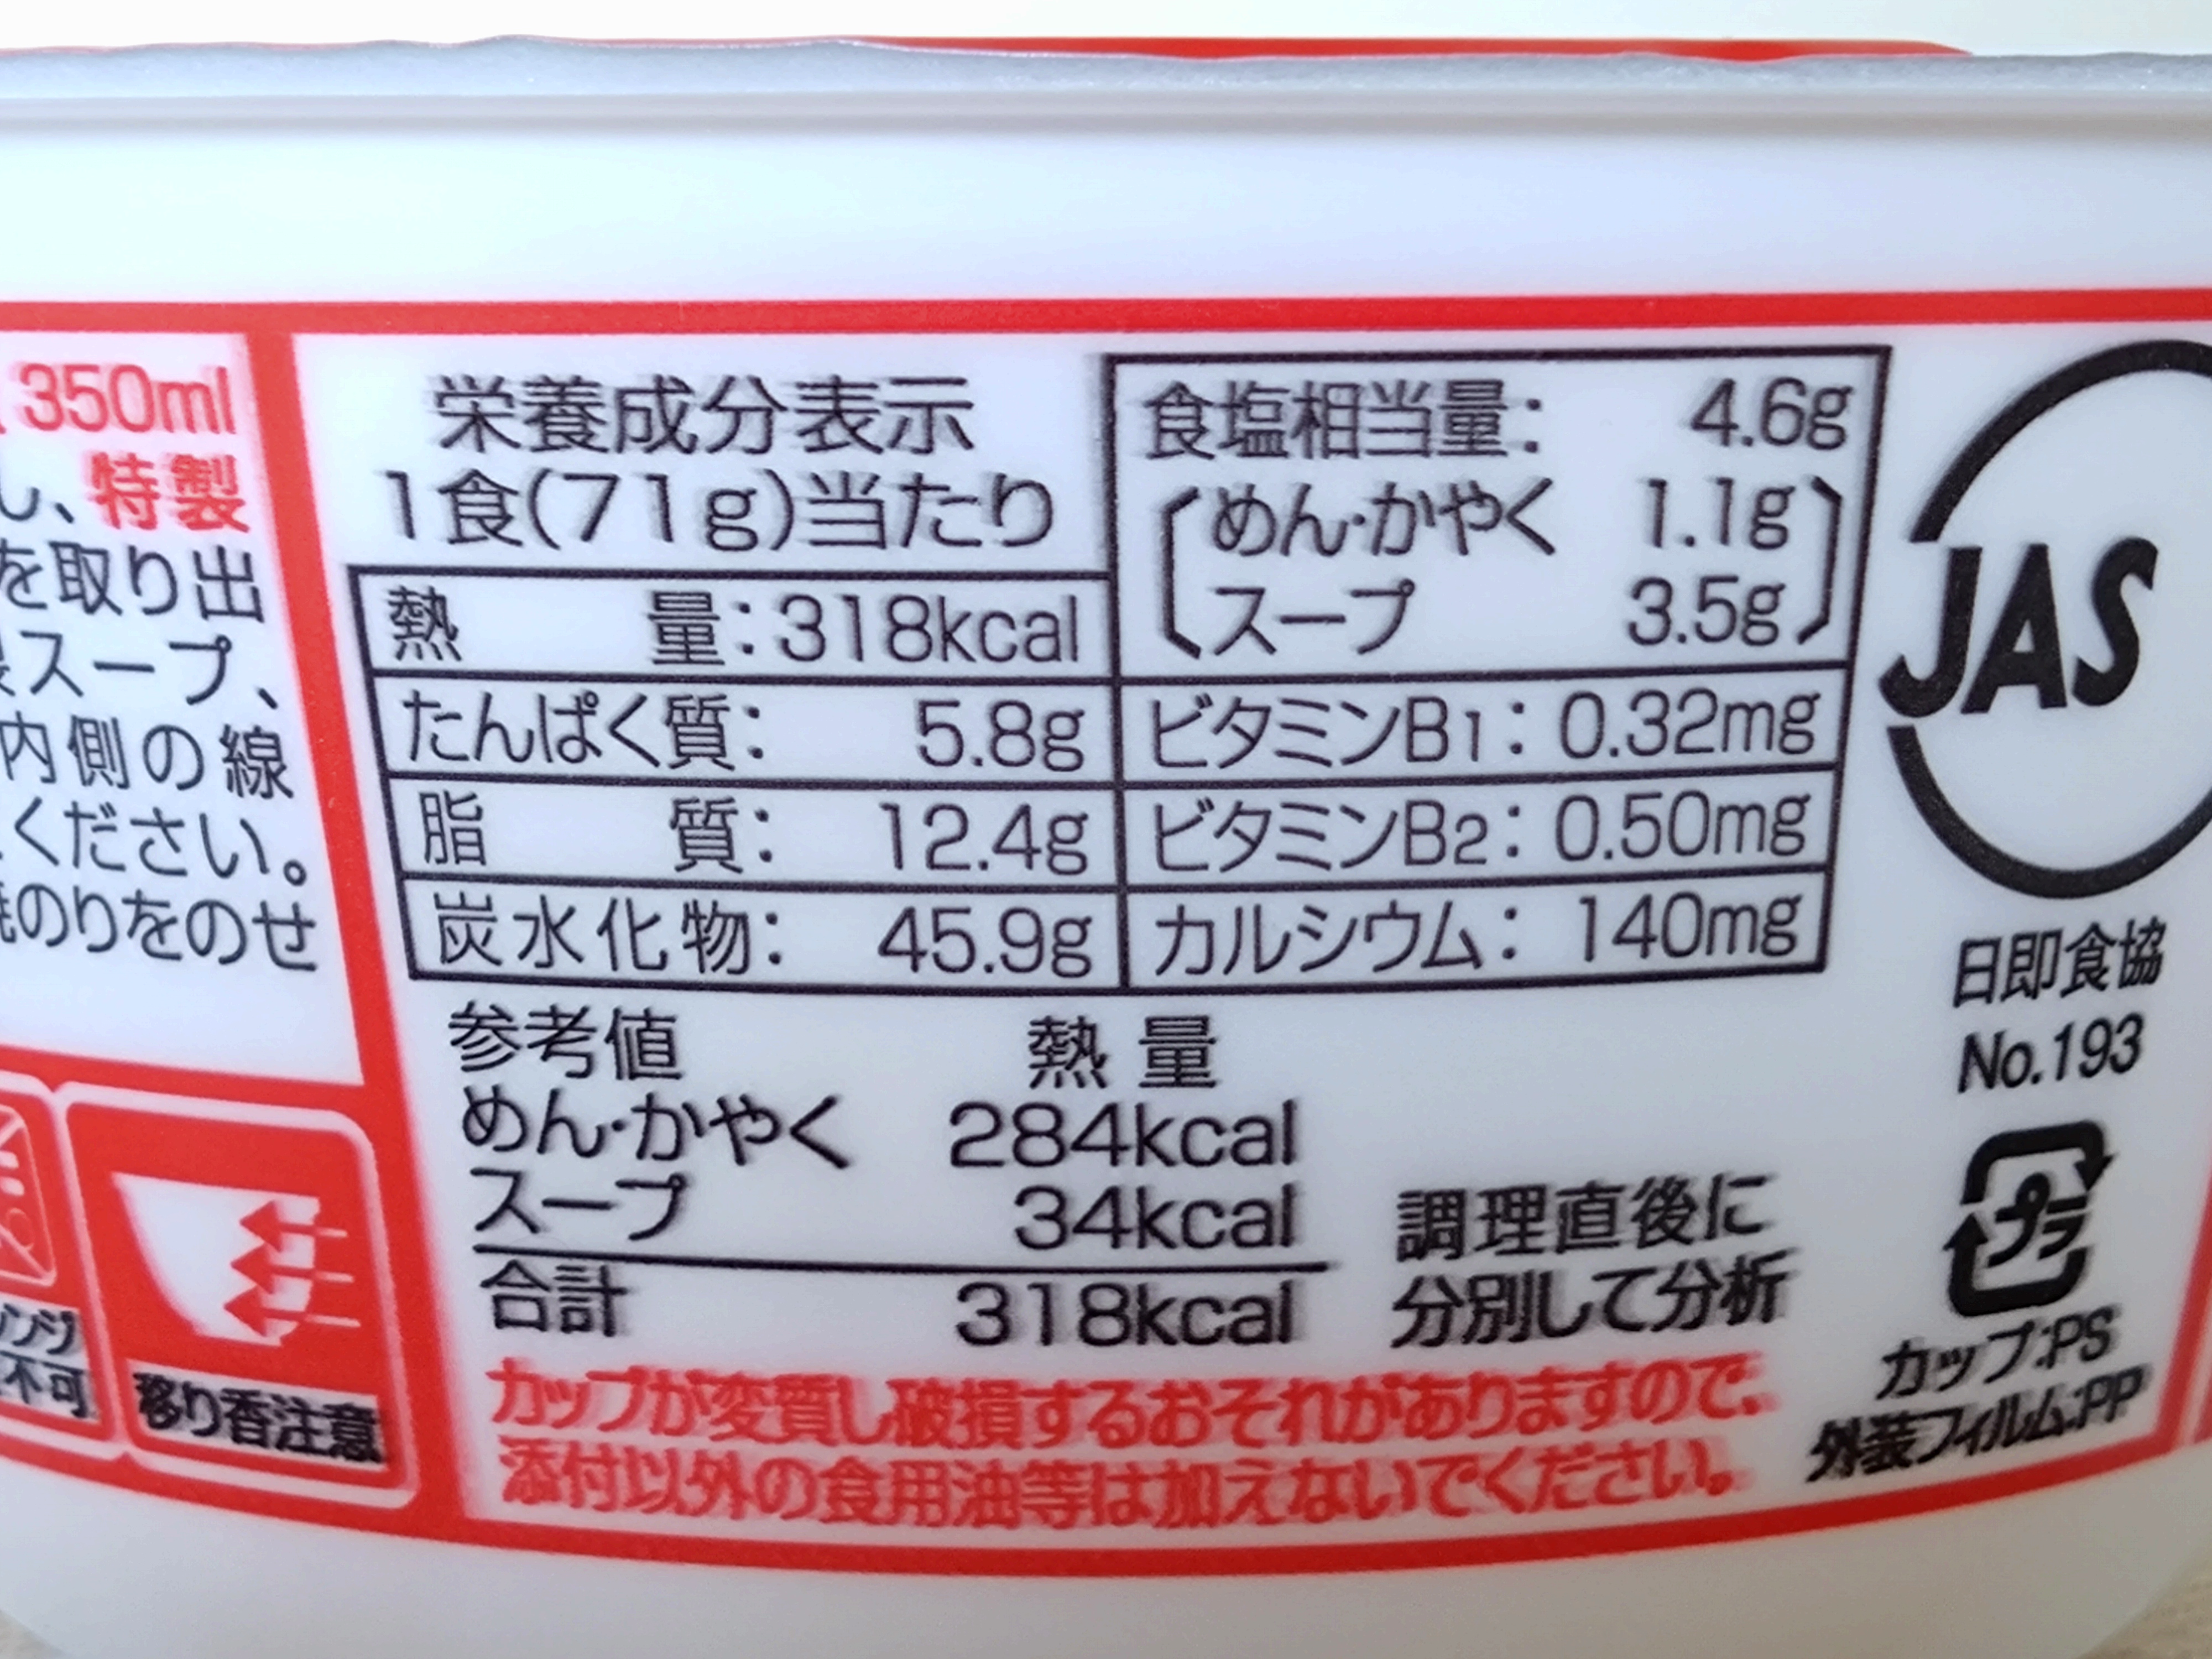 350ml
し、特製
を取り出
スープ、
内側の線
ください。
のりをのせ
不可
移り香注意
栄養成分表示
1食(71g)当たり
熱量:318kcal
たんぱく質: 5.8g
脂質: 12.4g
炭水化物: 45.9g
食塩相当量: 4.6g
めん・かやく 1.1g
スープ 3.5g
ビタミンB1: 0.32mg
ビタミンB2: 0.50mg
カルシウム: 140mg
参考値 熱量
めん・かやく 284kcal
スープ 34kcal
合計 318kcal
調理直後に
分別して分析
カップが変質し破損するおそれがありますので、
添付以外の食用油等は加えないでください。
JAS
日即食協
No.193
プラ
カップ:PS
外装フィルム:PP